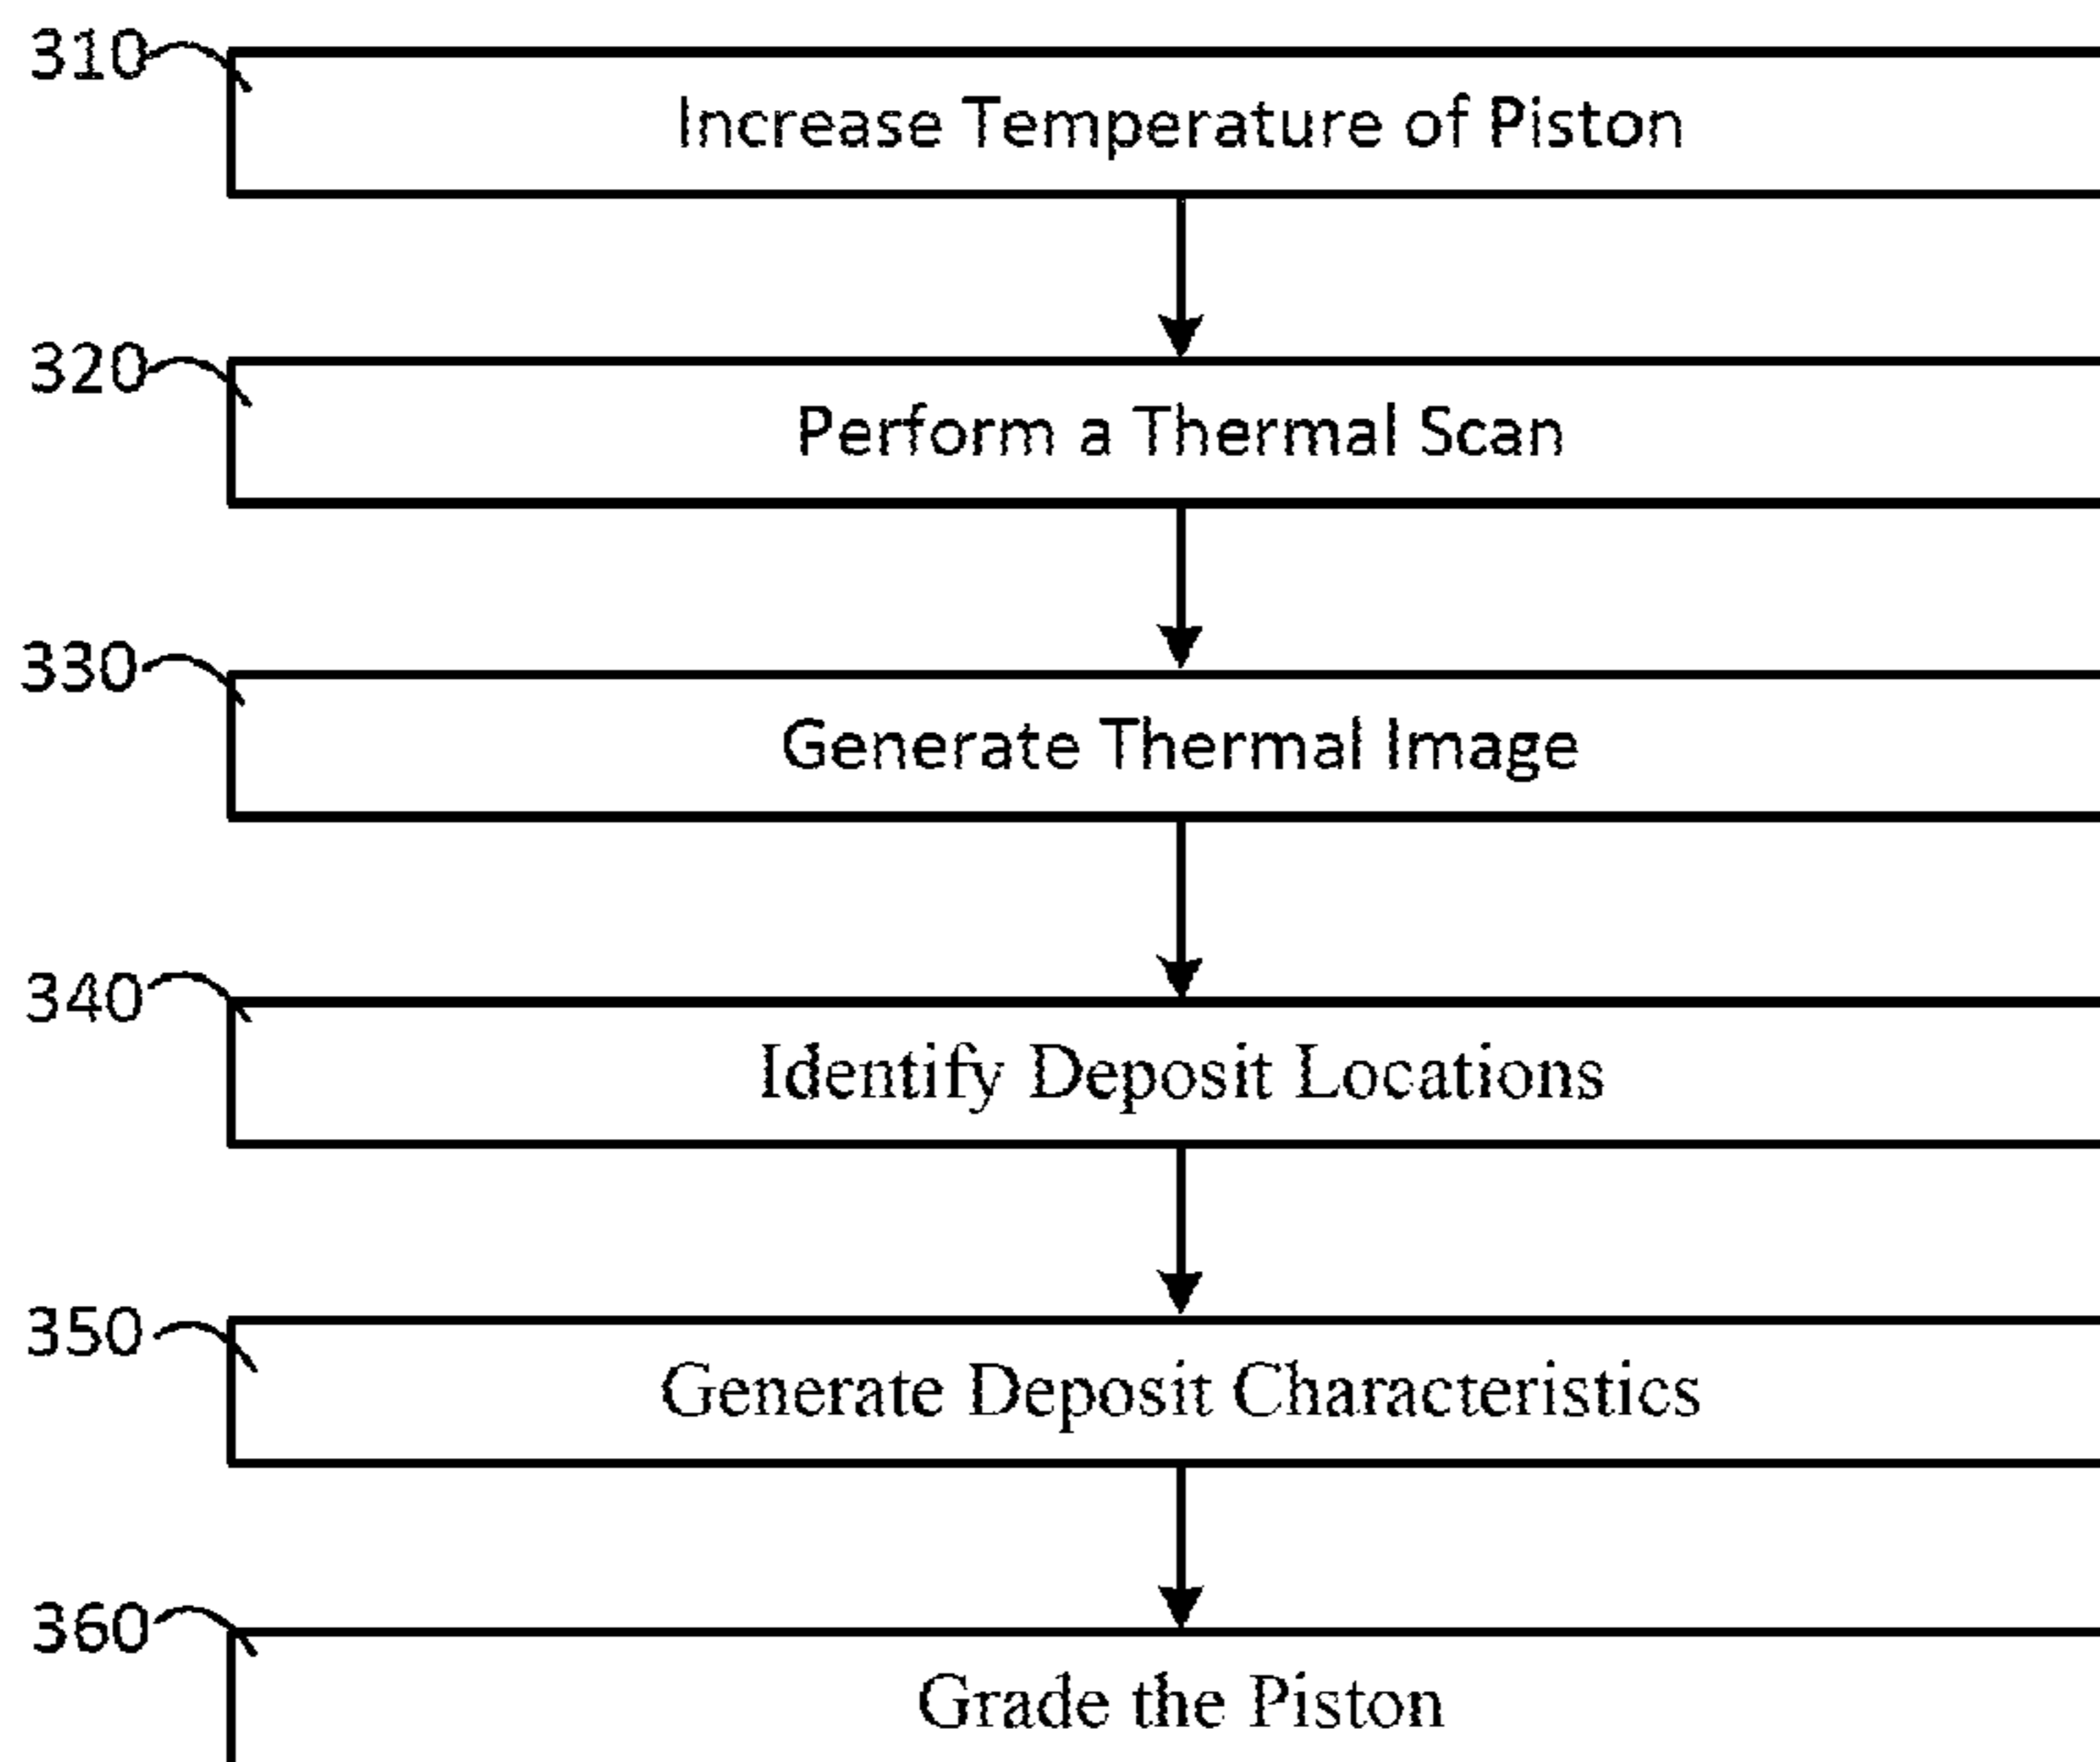 310
Increase Temperature of Piston
320
Perform a Thermal Scan
330
Generate Thermal Image
340
Identify Deposit Locations
350
Generate Deposit Characteristics
360
Grade the Piston